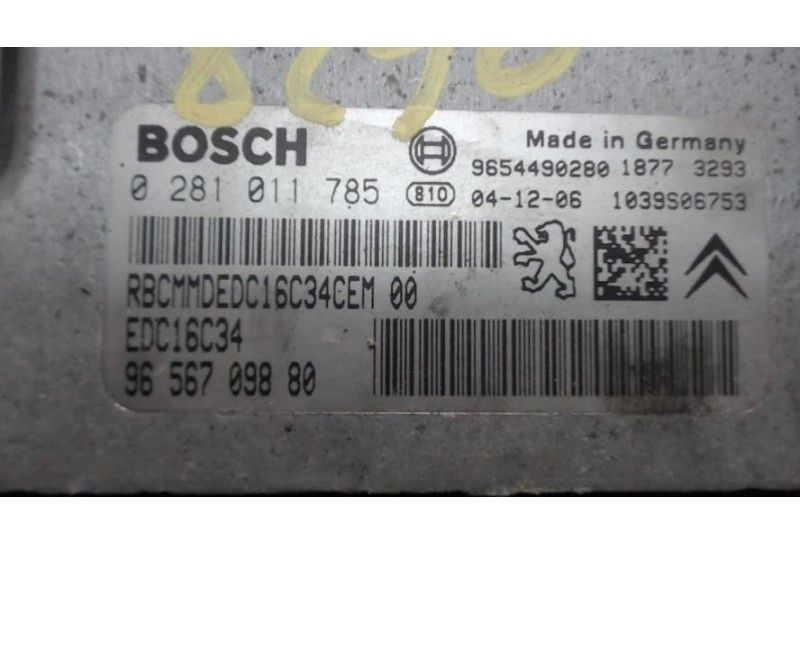 BOSCH
Made in Germany
9654490280 1877 3293
0 281 011 785 810 04-12-06 1039S06753
RBCMMDEDC16C34CEM 00
EDC16C34
96 567 098 80